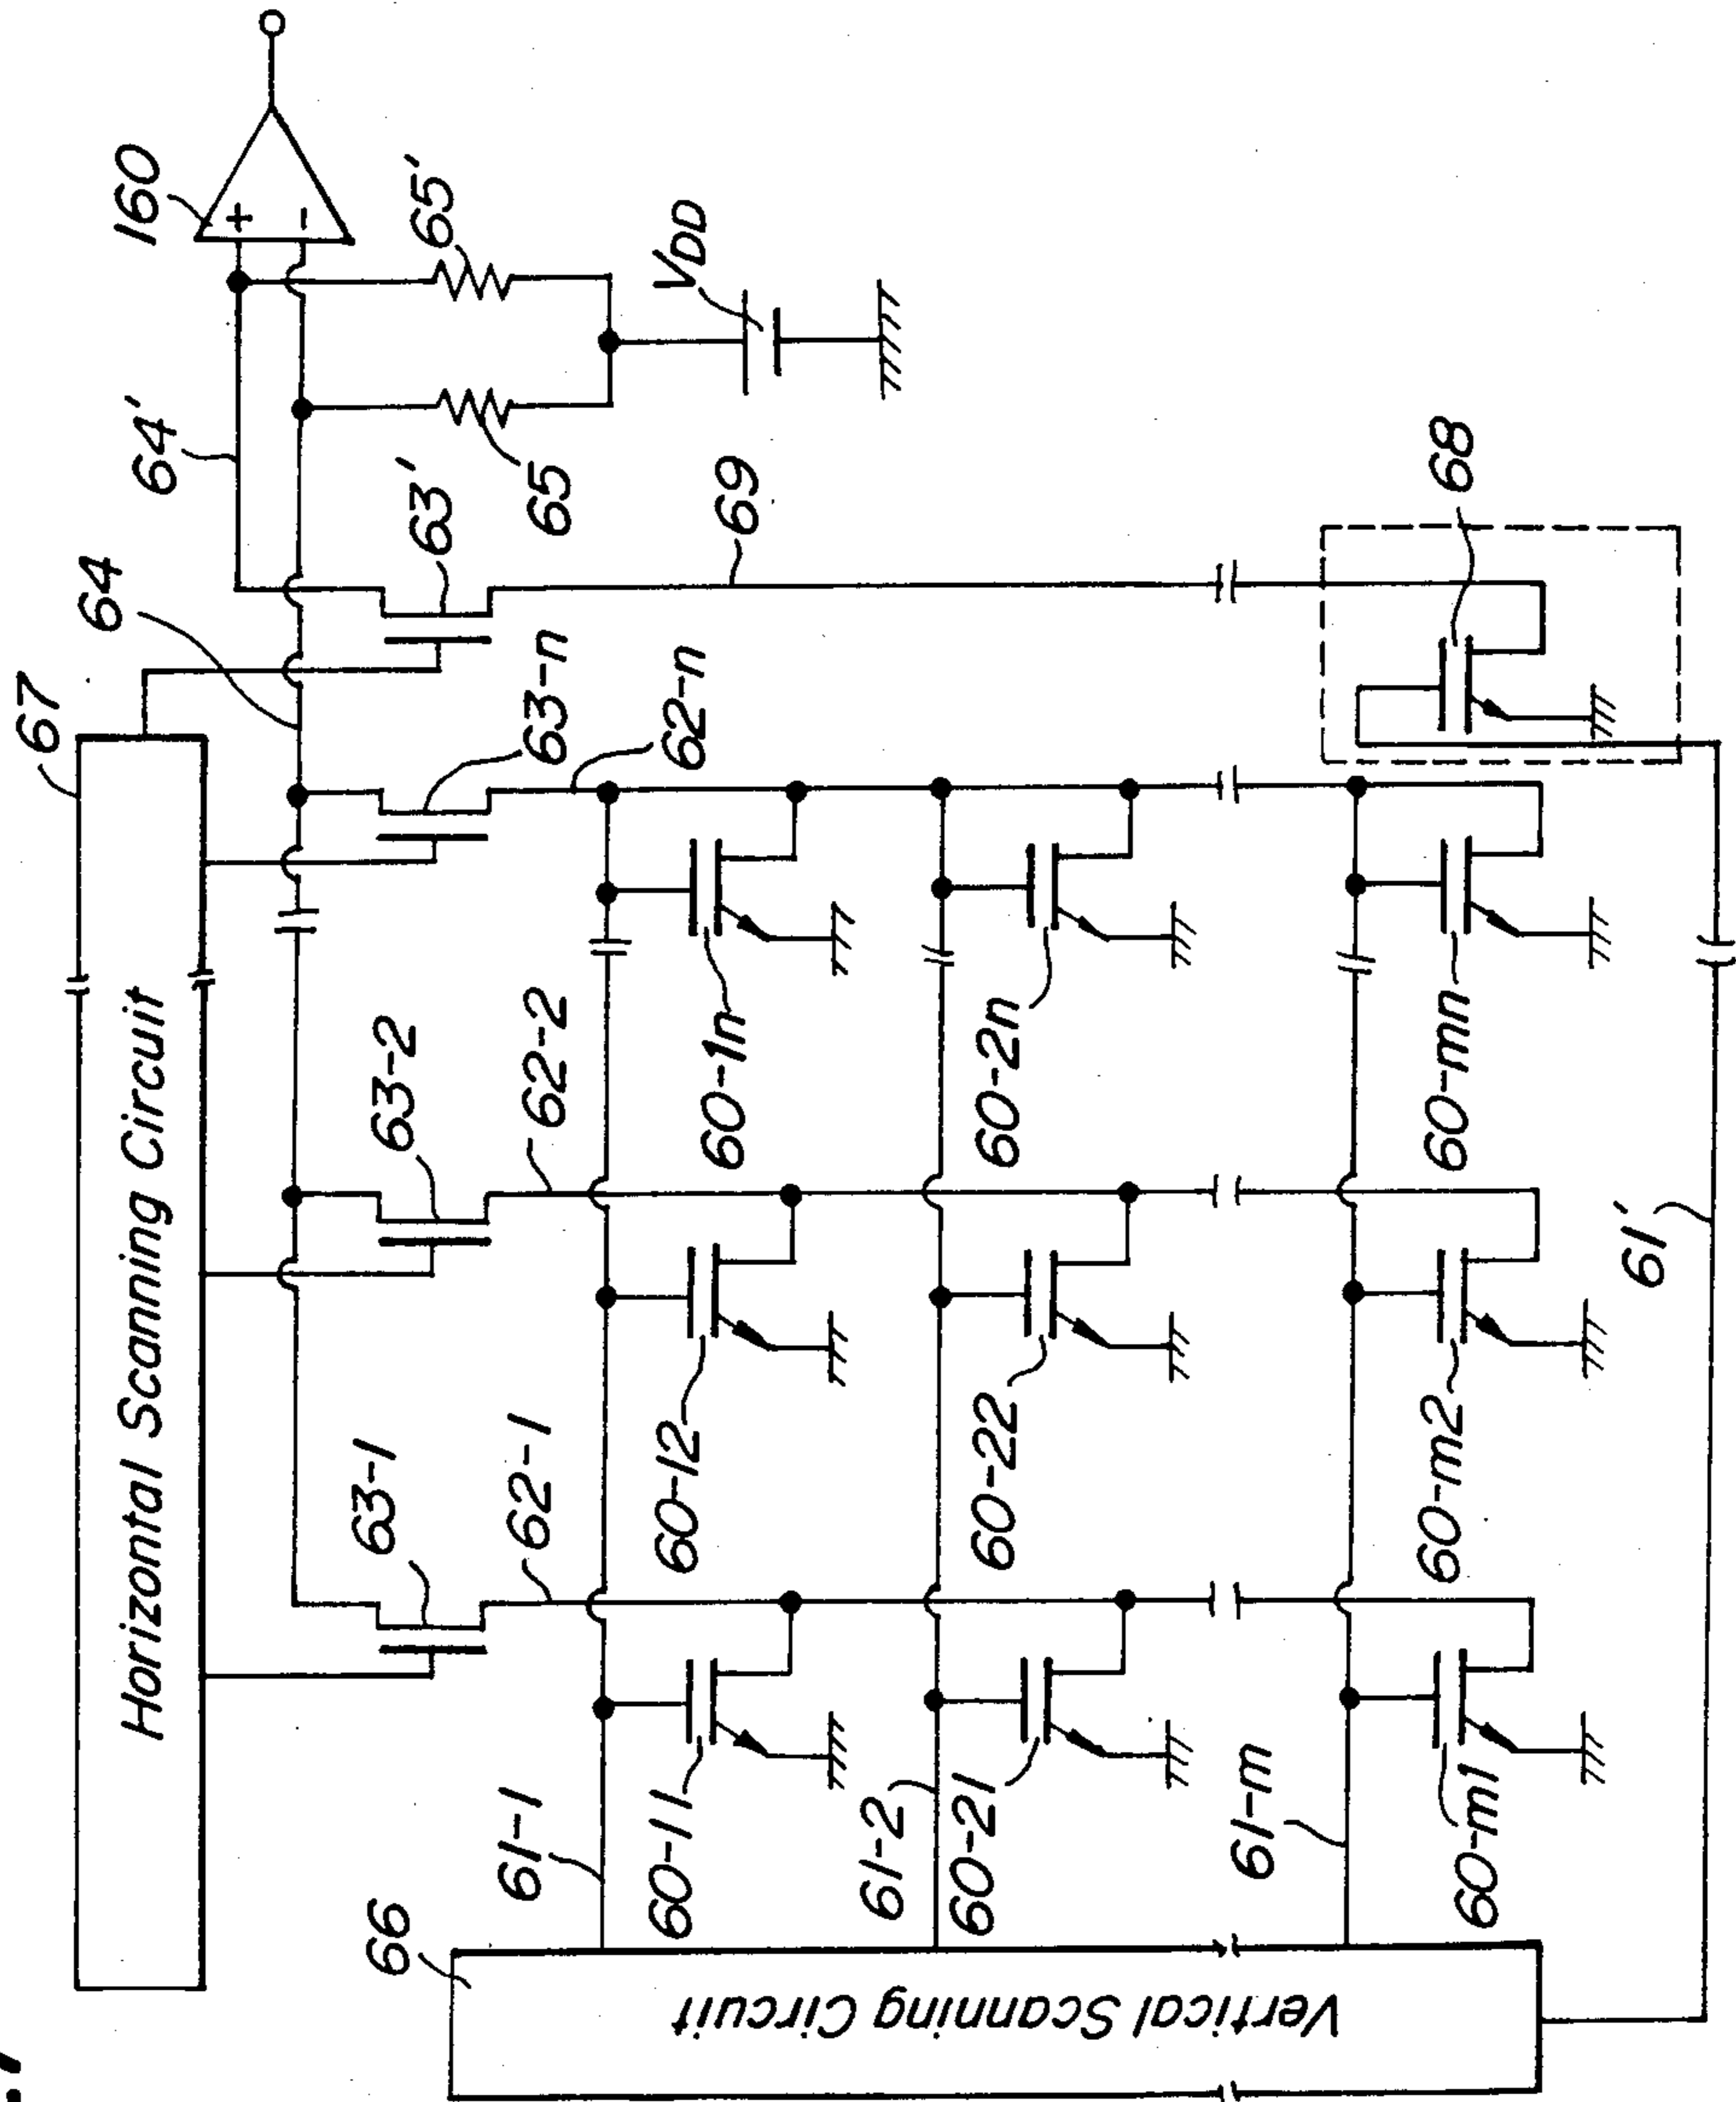 67
Horizontal Scanning Circuit
160
+
-
64
64'
65'
63-1
63-2
63-n
63'
65
VDD
62-1
62-2
62-n
69
66
61-1
60-11
60-12
60-1n
61-2
60-21
60-22
60-2n
Vertical Scanning Circuit
61-m
60-m1
60-m2
60-mn
68
61'